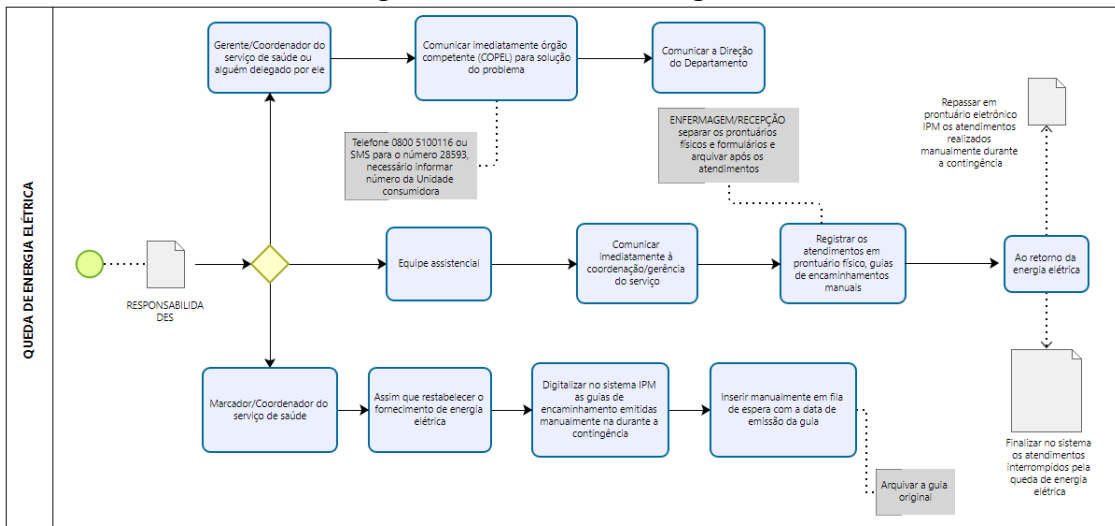 QUEDA DE ENERGIA ELÉTRICA
RESPONSABILIDA
DES
Gerente/Coordenador do
serviço de saúde ou
alguém delegado por ele
Comunicar imediatamente órgão
competente (COPEL) para solução
do problema
Comunicar a Direção
do Departamento
Telefone 0800 5100116 ou
SMS para o número 28593,
necessário informar
número da Unidade
consumidora
Equipe assistencial
Comunicar
imediatamente à
coordenação/gerência
do serviço
ENFERMAGEM/RECEPÇÃO
separar os prontuários
físicos e formulários e
arquivar após os
atendimentos
Registrar os
atendimentos em
prontuário físico, guias
de encaminhamentos
manuais
Ao retorno da
energia elétrica
Repassar em
prontuário eletrônico
IPM os atendimentos
realizados
manualmente durante
a contingência
Finalizar no sistema
os atendimentos
interrompidos pela
queda de energia
elétrica
Marcador/Coordenador do
serviço de saúde
Assim que restabelecer o
fornecimento de energia
elétrica
Digitalizar no sistema IPM
as guias de
encaminhamento emitidas
manualmente na durante a
contingência
Inserir manualmente em fila
de espera com a data de
emissão da guia
Arquivar a guia
original